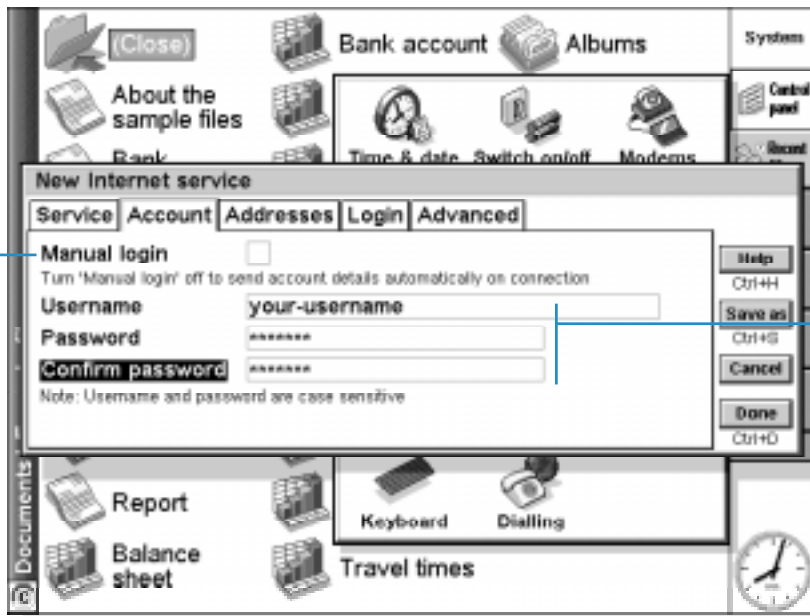 (Close)
Bank account
Albums
System
About the
sample files
Control
panel
Bank
Time & date
Switch on/off
Modems
Recent
New Internet service
Service
Account
Addresses
Login
Advanced
Manual login
Turn 'Manual login' off to send account details automatically on connection
Username
your-username
Password
*******
Confirm password
*******
Note: Username and password are case sensitive
Help
Ctrl+H
Save as
Ctrl+S
Cancel
Done
Ctrl+D
Documents
Report
Keyboard
Dialling
Balance
sheet
Travel times